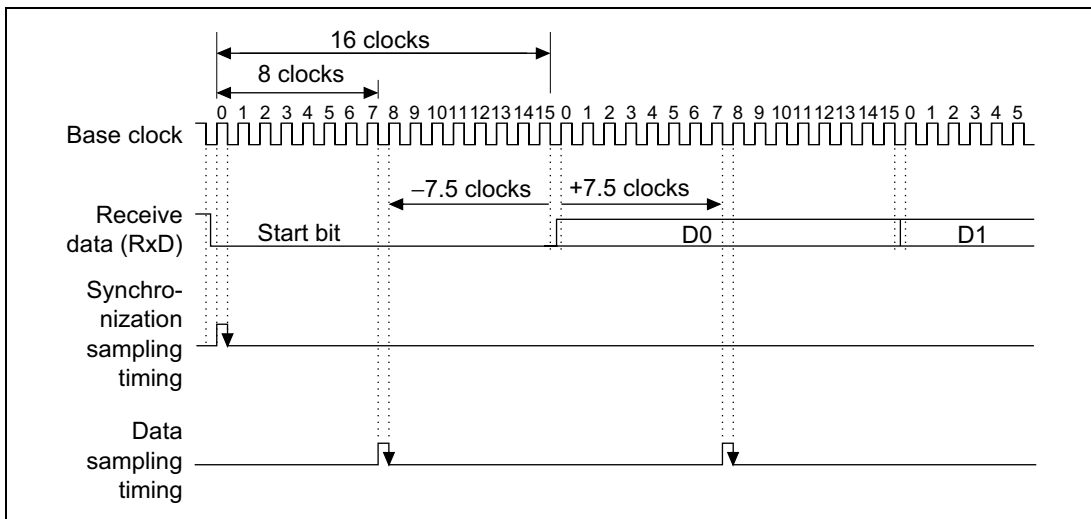 16 clocks
8 clocks
0 1 2 3 4 5 6 7 8 9 10 11 12 13 14 15 0 1 2 3 4 5 6 7 8 9 10 11 12 13 14 15 0 1 2 3 4 5
Base clock
–7.5 clocks +7.5 clocks
Receive
data (RxD)
Start bit D0 D1
Synchro-
nization
sampling
timing
Data
sampling
timing